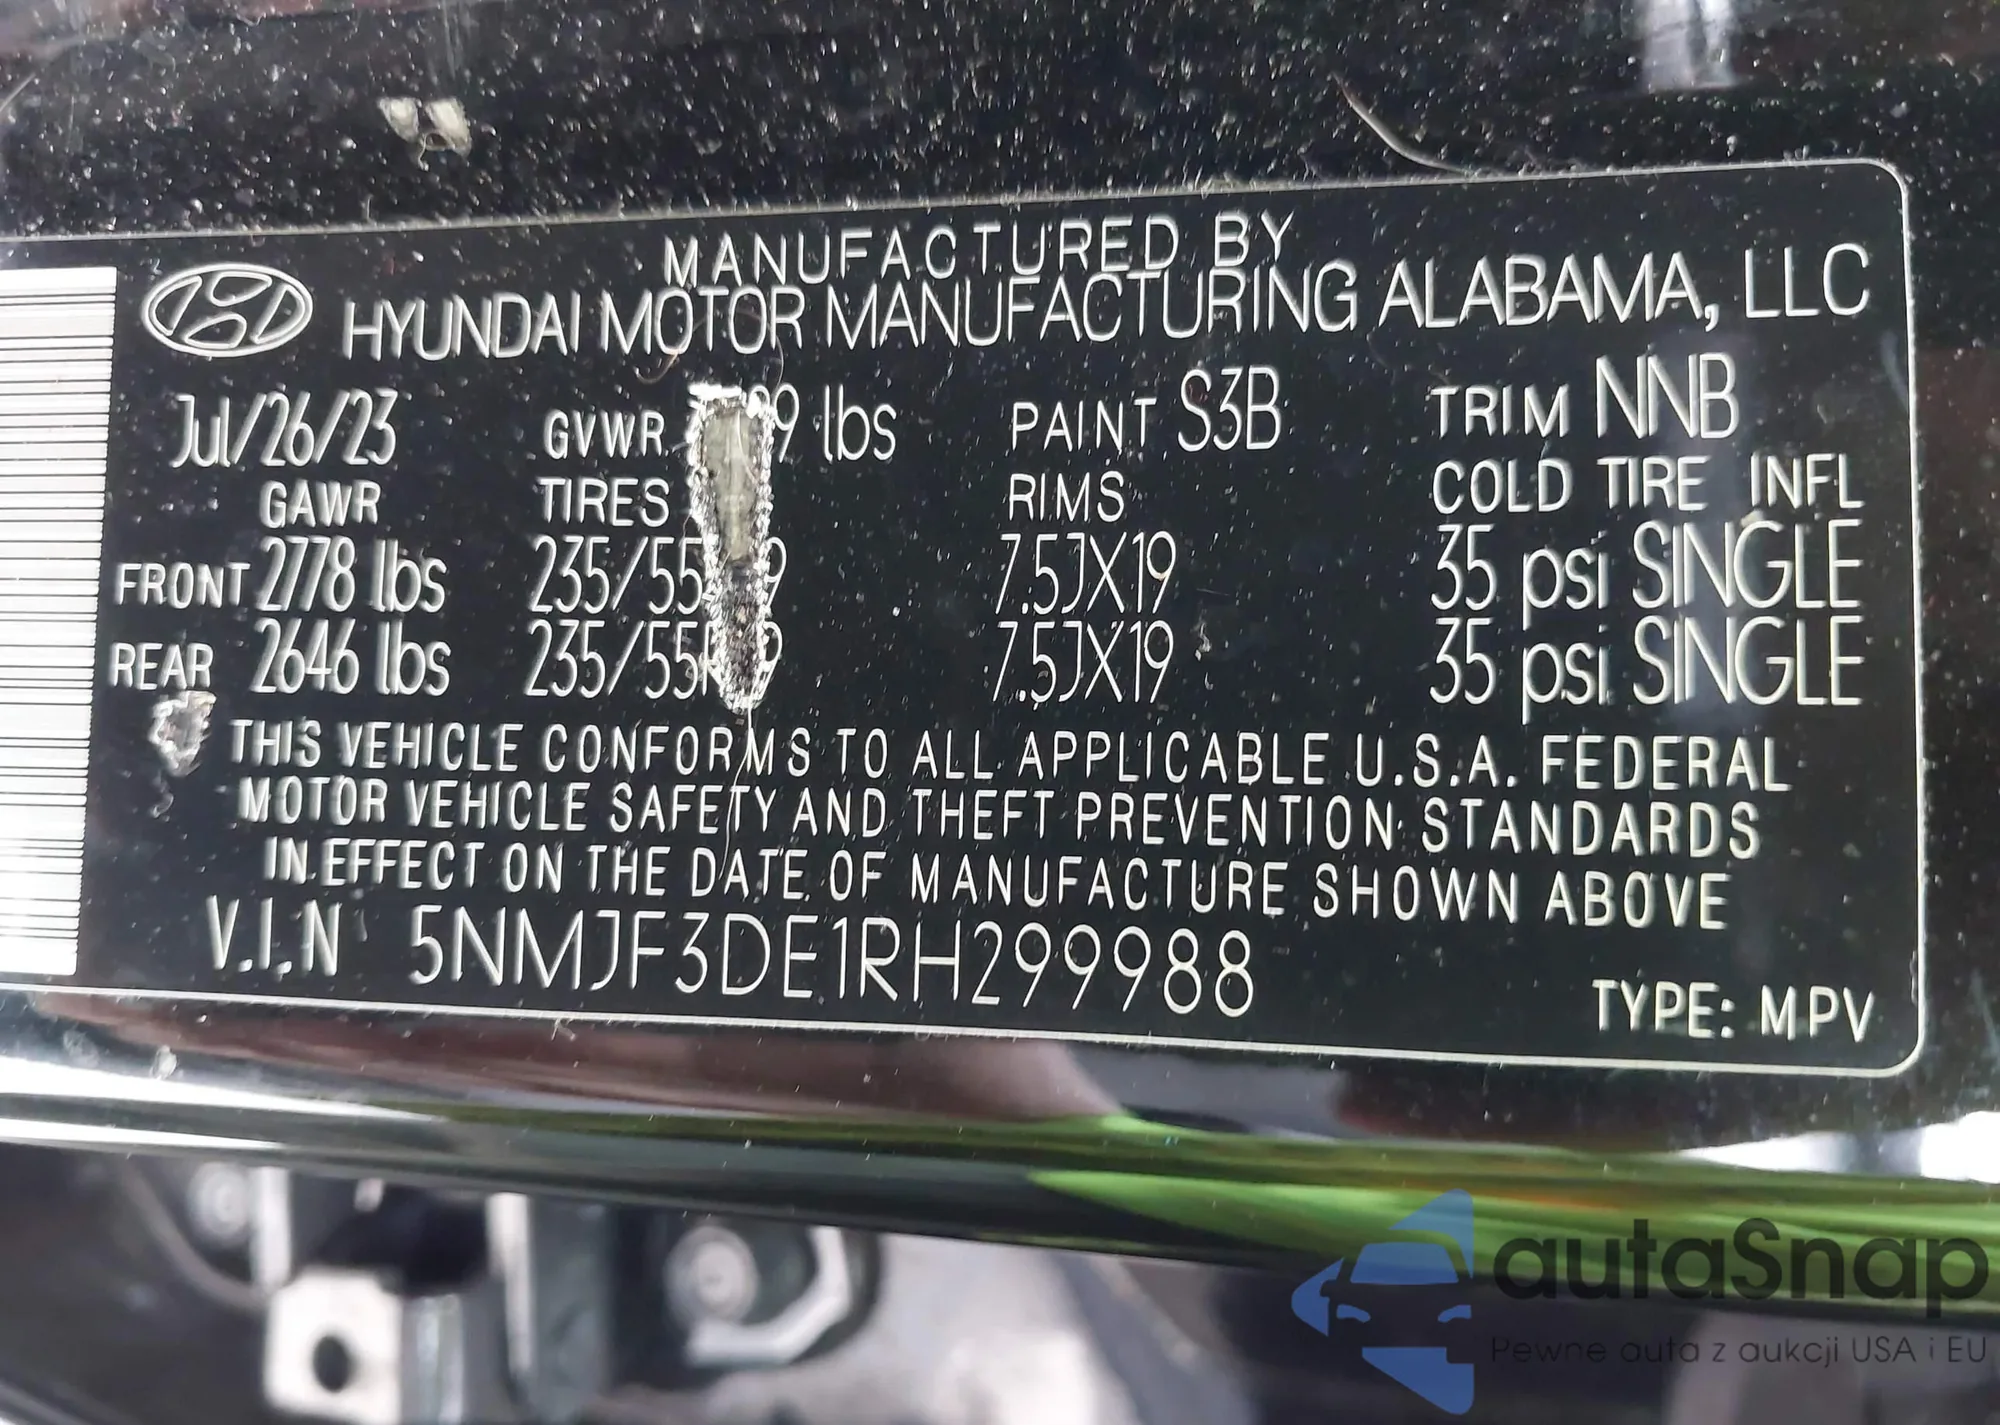 MANUFACTURED BY
HYUNDAI MOTOR MANUFACTURING ALABAMA, LLC
Jul/26/23 GVWR lbs PAINT S3B TRIM NNB
GAWR TIRES RIMS COLD TIRE INFL
FRONT 2778 lbs 7.5JX19 35 psi SINGLE
REAR 2646 lbs 7.5JX19 35 psi SINGLE
THIS VEHICLE CONFORMS TO ALL APPLICABLE U.S.A. FEDERAL
MOTOR VEHICLE SAFETY AND THEFT PREVENTION STANDARDS
IN EFFECT ON THE DATE OF MANUFACTURE SHOWN ABOVE
V.I.N 5NMJF3DE1RH299988
TYPE: MPV
autaSnap
Pewne auta z aukcji USA i EU